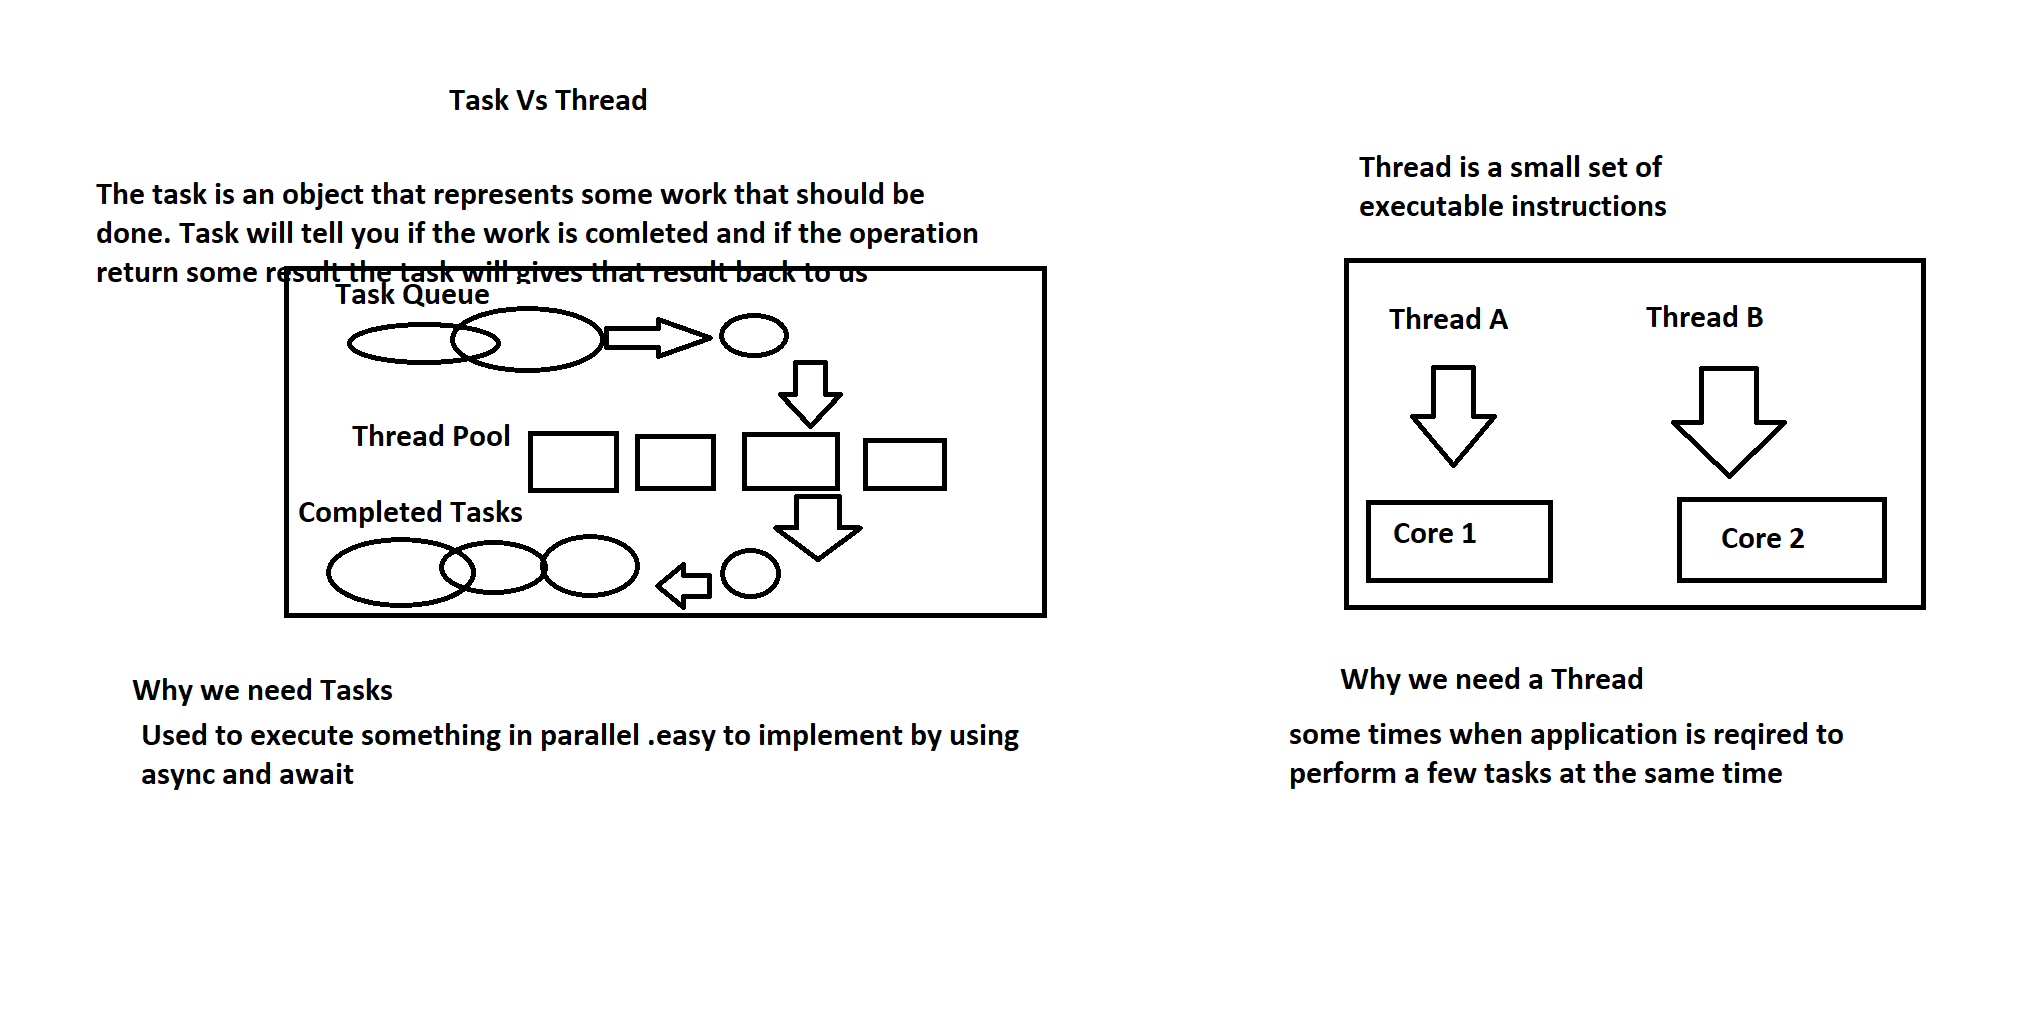 Task Vs Thread
The task is an object that represents some work that should be
done. Task will tell you if the work is comleted and if the operation
return some result the task will gives that result back to us
Task Queue
Thread Pool
Completed Tasks
Why we need Tasks
Used to execute something in parallel .easy to implement by using
async and await
Thread is a small set of
executable instructions
Thread A
Thread B
Core 1
Core 2
Why we need a Thread
some times when application is reqired to
perform a few tasks at the same time